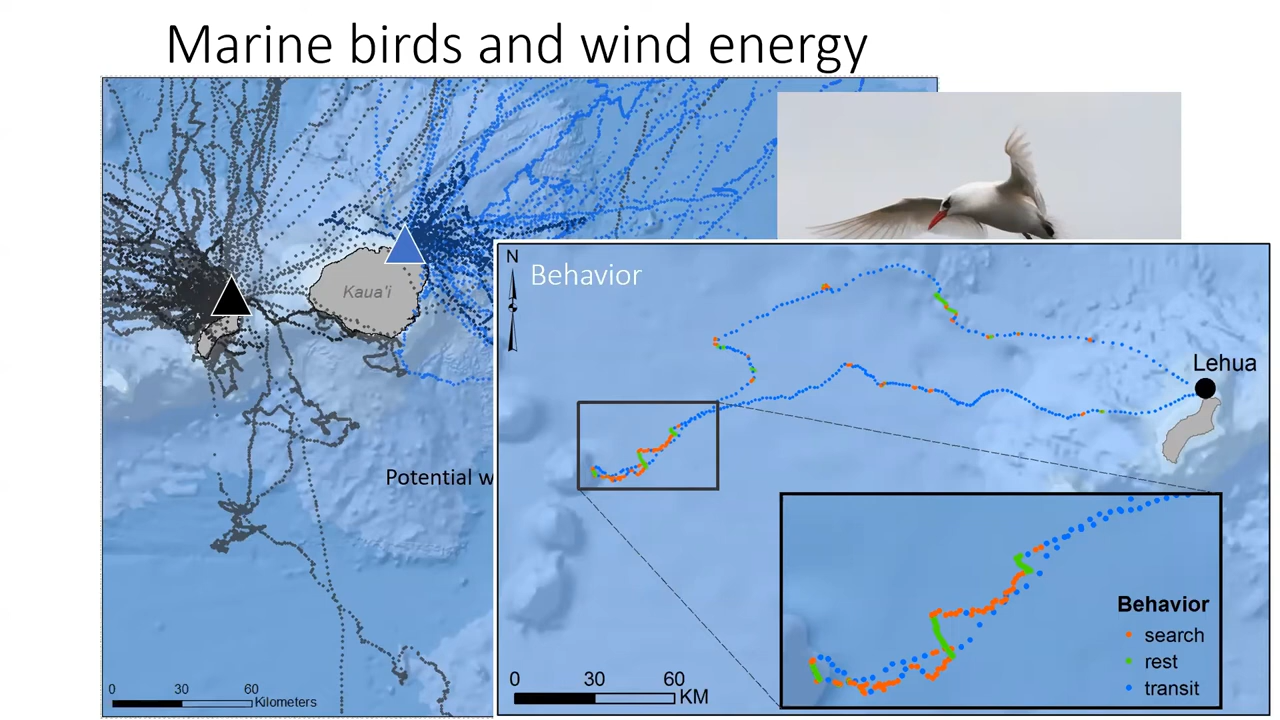 Marine birds and wind energy
Kaua'i
Potential w
0 30 60
Kilometers
N
Behavior
Lehua
0 30 60
KM
Behavior
search
rest
transit